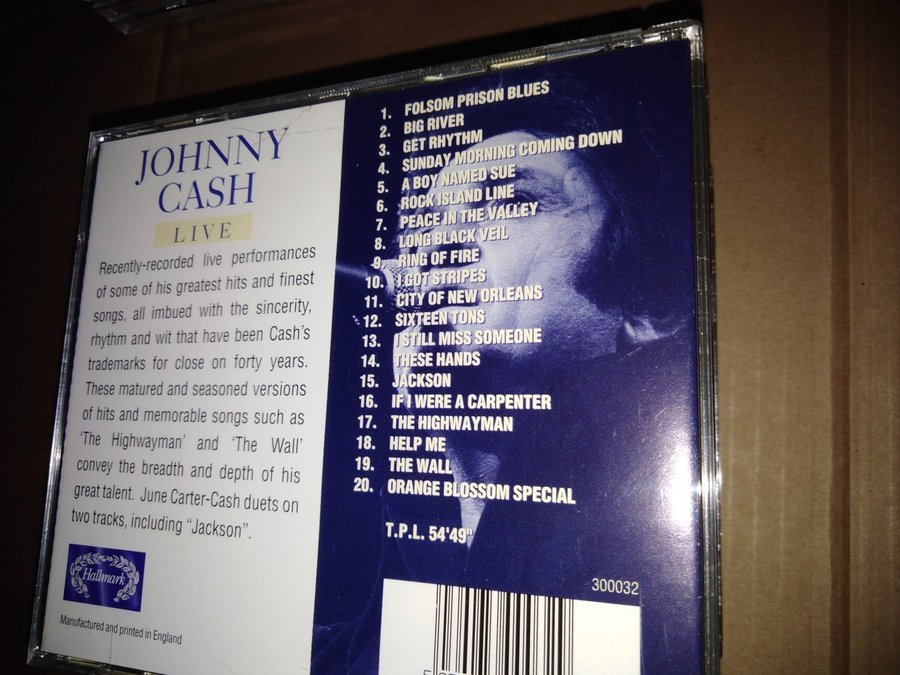 JOHNNY
CASH
LIVE
Recently-recorded live performances
of some of his greatest hits and finest
songs, all imbued with the sincerity,
rhythm and wit that have been Cash's
trademarks for close on forty years.
These matured and seasoned versions
of hits and memorable songs such as
'The Highwayman' and 'The Wall'
convey the breadth and depth of his
great talent. June Carter-Cash duets on
two tracks, including "Jackson".
Hallmark
Manufactured and printed in England
1. FOLSOM PRISON BLUES
2. BIG RIVER
3. GET RHYTHM
4. SUNDAY MORNING COMING DOWN
5. A BOY NAMED SUE
6. ROCK ISLAND LINE
7. PEACE IN THE VALLEY
8. LONG BLACK VEIL
9. RING OF FIRE
10. I GOT STRIPES
11. CITY OF NEW ORLEANS
12. SIXTEEN TONS
13. I STILL MISS SOMEONE
14. THESE HANDS
15. JACKSON
16. IF I WERE A CARPENTER
17. THE HIGHWAYMAN
18. HELP ME
19. THE WALL
20. ORANGE BLOSSOM SPECIAL
T.P.L. 54'49"
300032